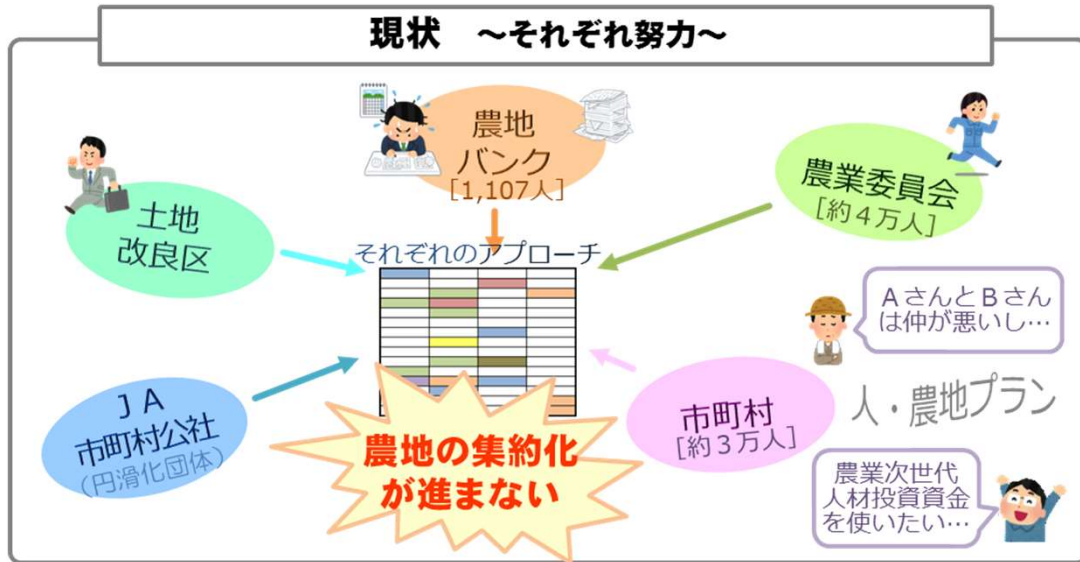 現状　～それぞれ努力～
農地
バンク
[1,107人]
土地
改良区
農業委員会
[約４万人]
それぞれのアプローチ
ＡさんとＢさん
は仲が悪いし…
ＪＡ
市町村公社
(円滑化団体)
農地の集約化
が進まない
市町村
[約３万人]
人・農地プラン
農業次世代
人材投資資金
を使いたい…